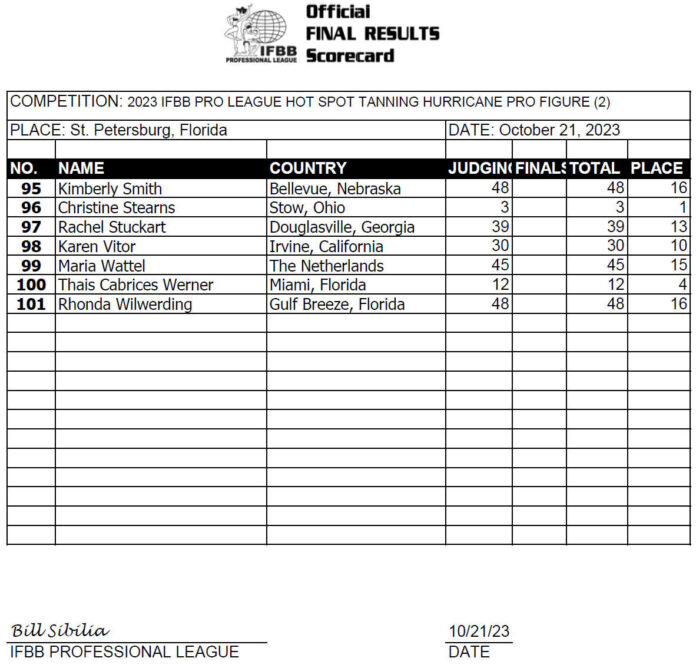 Official
FINAL RESULTS
Scorecard
IFBB
PROFESSIONAL LEAGUE
COMPETITION: 2023 IFBB PRO LEAGUE HOT SPOT TANNING HURRICANE PRO FIGURE (2)
PLACE: St. Petersburg, Florida DATE: October 21, 2023
NO. NAME COUNTRY JUDGING FINALS TOTAL PLACE
95 Kimberly Smith Bellevue, Nebraska 48 48 16
96 Christine Stearns Stow, Ohio 3 3 1
97 Rachel Stuckart Douglasville, Georgia 39 39 13
98 Karen Vitor Irvine, California 30 30 10
99 Maria Wattel The Netherlands 45 45 15
100 Thais Cabrices Werner Miami, Florida 12 12 4
101 Rhonda Wilwerding Gulf Breeze, Florida 48 48 16
Bill Sibilia 10/21/23
IFBB PROFESSIONAL LEAGUE DATE